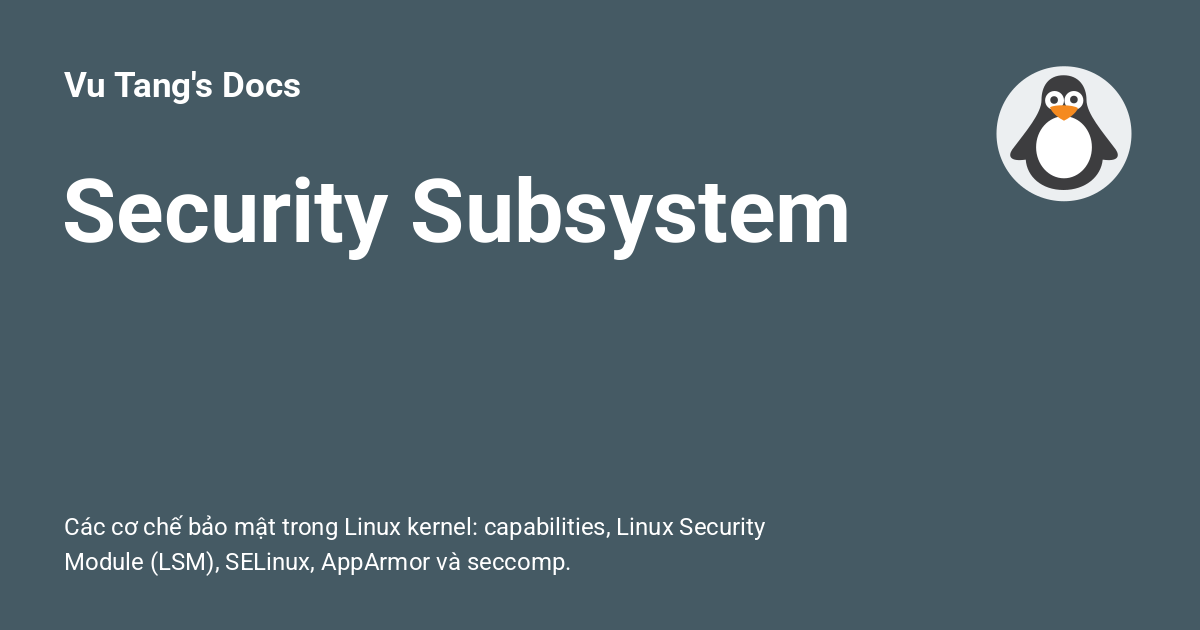 Vu Tang's Docs
Security Subsystem
Các cơ chế bảo mật trong Linux kernel: capabilities, Linux Security
Module (LSM), SELinux, AppArmor và seccomp.